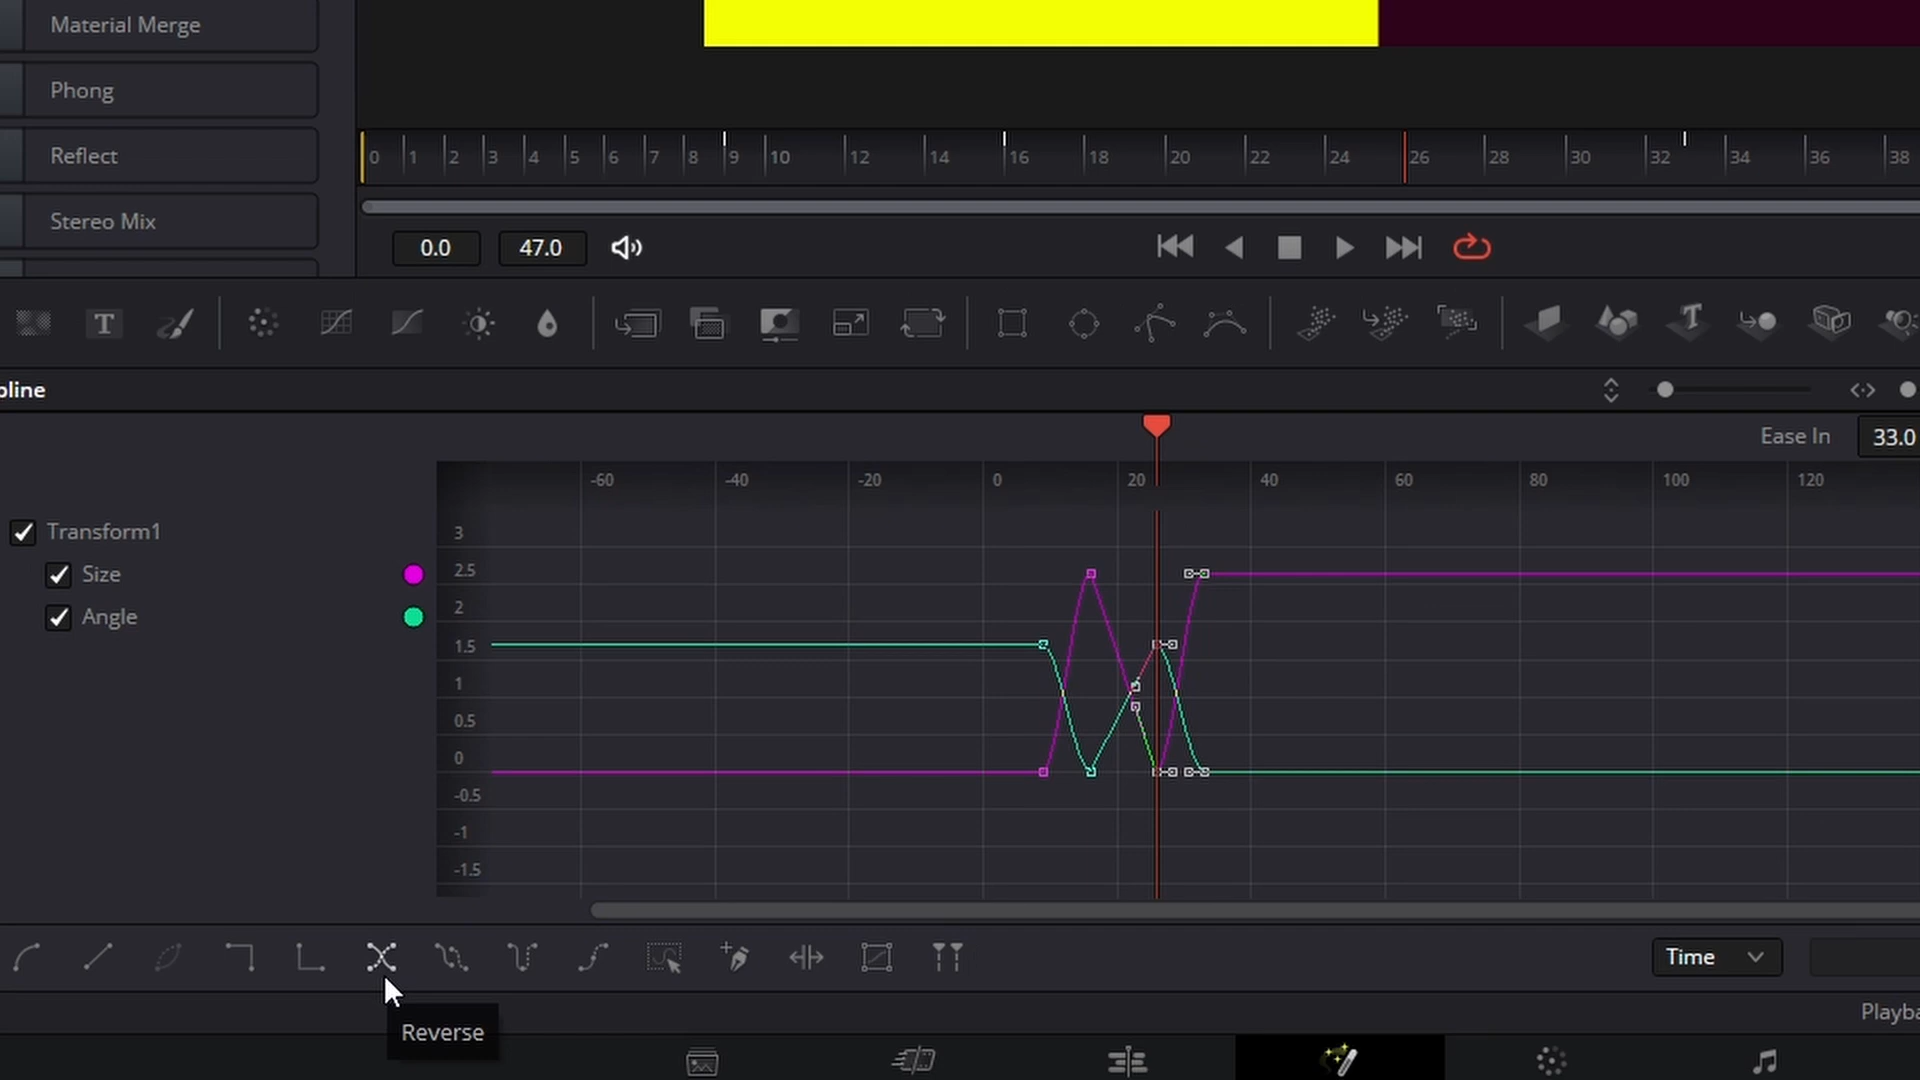 Material Merge
Phong
Reflect
Stereo Mix
0 1 2 3 4 5 6 7 8 9 10 12 14 16 18 20 22 24 26 28 30 32 34 36 38
0.0 47.0
T
pline
Ease In 33.0
-60 -40 -20 0 20 40 60 80 100 120
Transform1
Size
Angle
3
2.5
2
1.5
1
0.5
0
-0.5
-1
-1.5
Time
Reverse
Playba